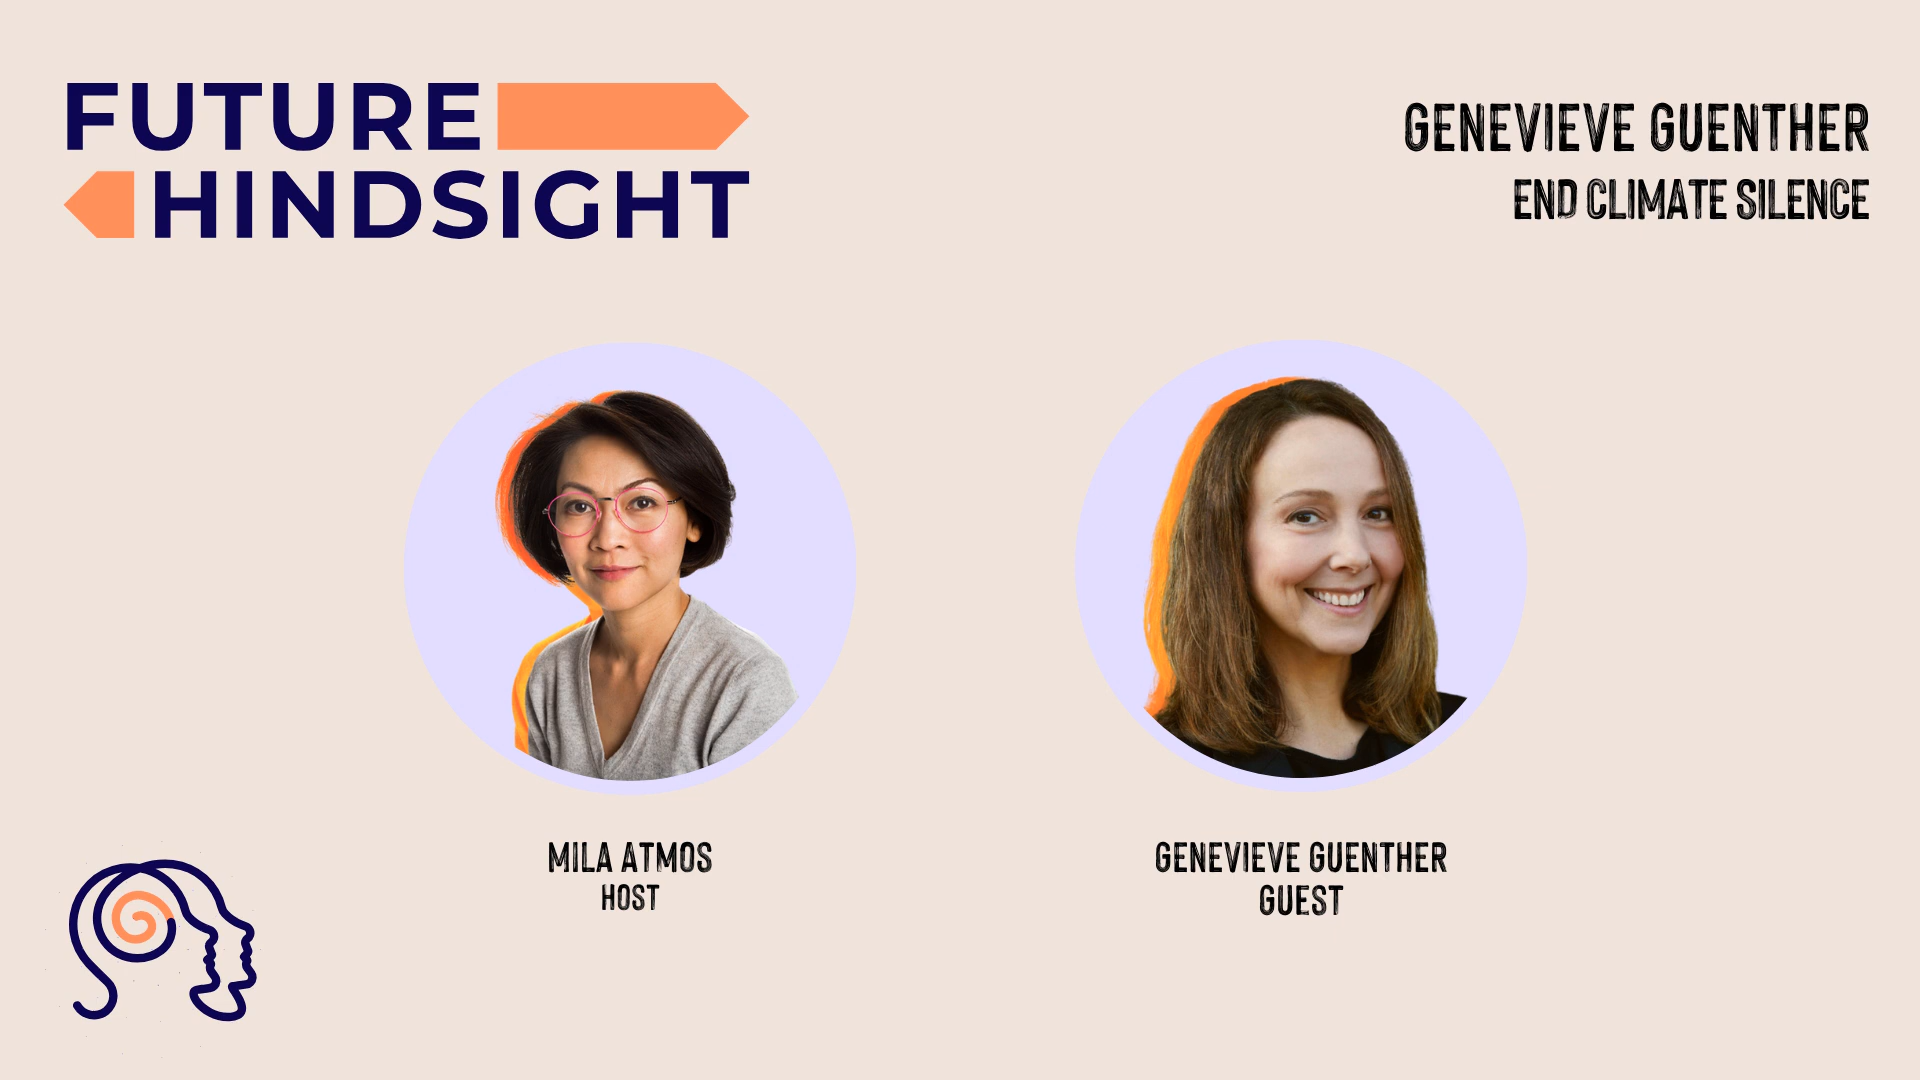 FUTURE
HINDSIGHT
GENEVIEVE GUENTHER
END CLIMATE SILENCE
MILA ATMOS
HOST
GENEVIEVE GUENTHER
GUEST